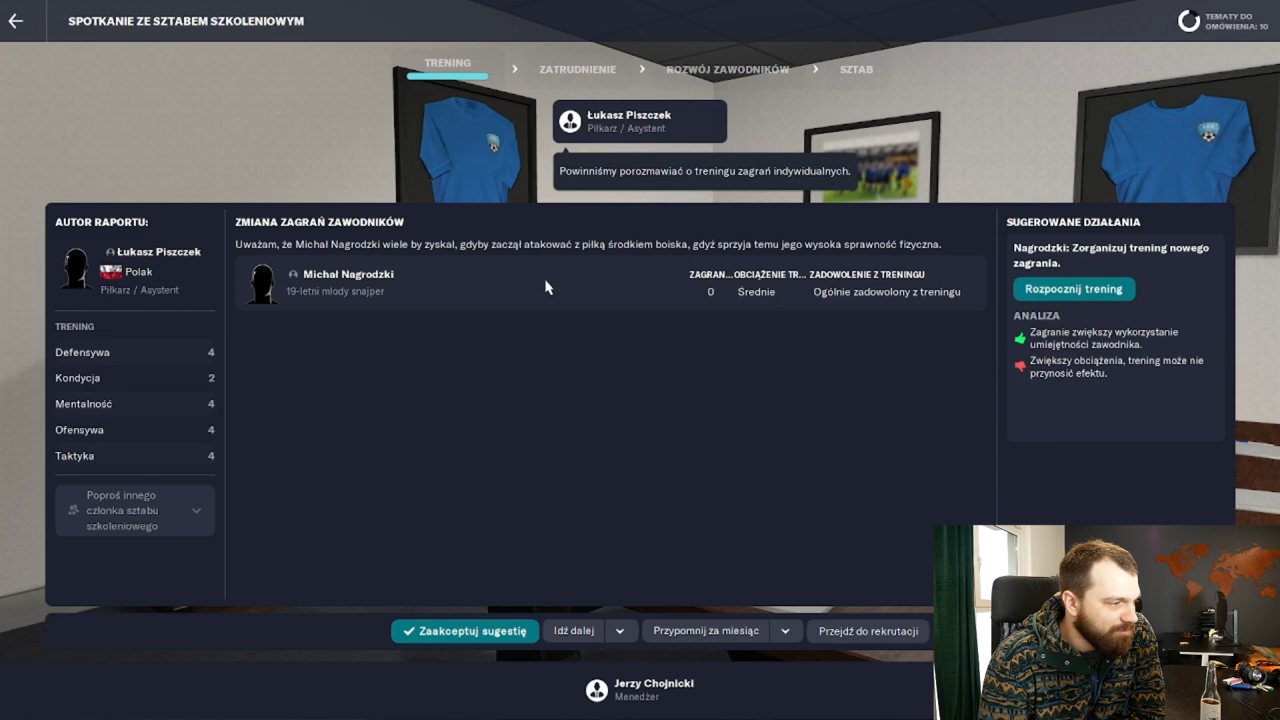 SPOTKANIE ZE SZTABEM SZKOLENIOWYM
TEMATY DO
OMÓWIENIA: 10
TRENING
ZATRUDNIENIE
ROZWÓJ ZAWODNIKÓW
SZTAB
Łukasz Piszczek
Piłkarz / Asystent
Powinniśmy porozmawiać o treningu zagrań indywidualnych.
AUTOR RAPORTU:
Łukasz Piszczek
Polak
Piłkarz / Asystent
TRENING
Defensywa 4
Kondycja 2
Mentalność 4
Ofensywa 4
Taktyka 4
Poproś innego
członka sztabu
szkoleniowego
ZMIANA ZAGRAŃ ZAWODNIKÓW
Uważam, że Michał Nagrodzki wiele by zyskał, gdyby zaczął atakować z piłką środkiem boiska, gdyż sprzyja temu jego wysoka sprawność fizyczna.
Michał Nagrodzki
19-letni młody snajper
ZAGRAN... OBCIĄŻENIE TR... ZADOWOLENIE Z TRENINGU
0 Średnie Ogólnie zadowolony z treningu
SUGEROWANE DZIAŁANIA
Nagrodzki: Zorganizuj trening nowego
zagrania.
Rozpocznij trening
ANALIZA
Zagranie zwiększy wykorzystanie
umiejętności zawodnika.
Zwiększy obciążenia, trening może nie
przynosić efektu.
Zaakceptuj sugestię
Idź dalej
Przypomnij za miesiąc
Przejdź do rekrutacji
Jerzy Chojnicki
Menedżer